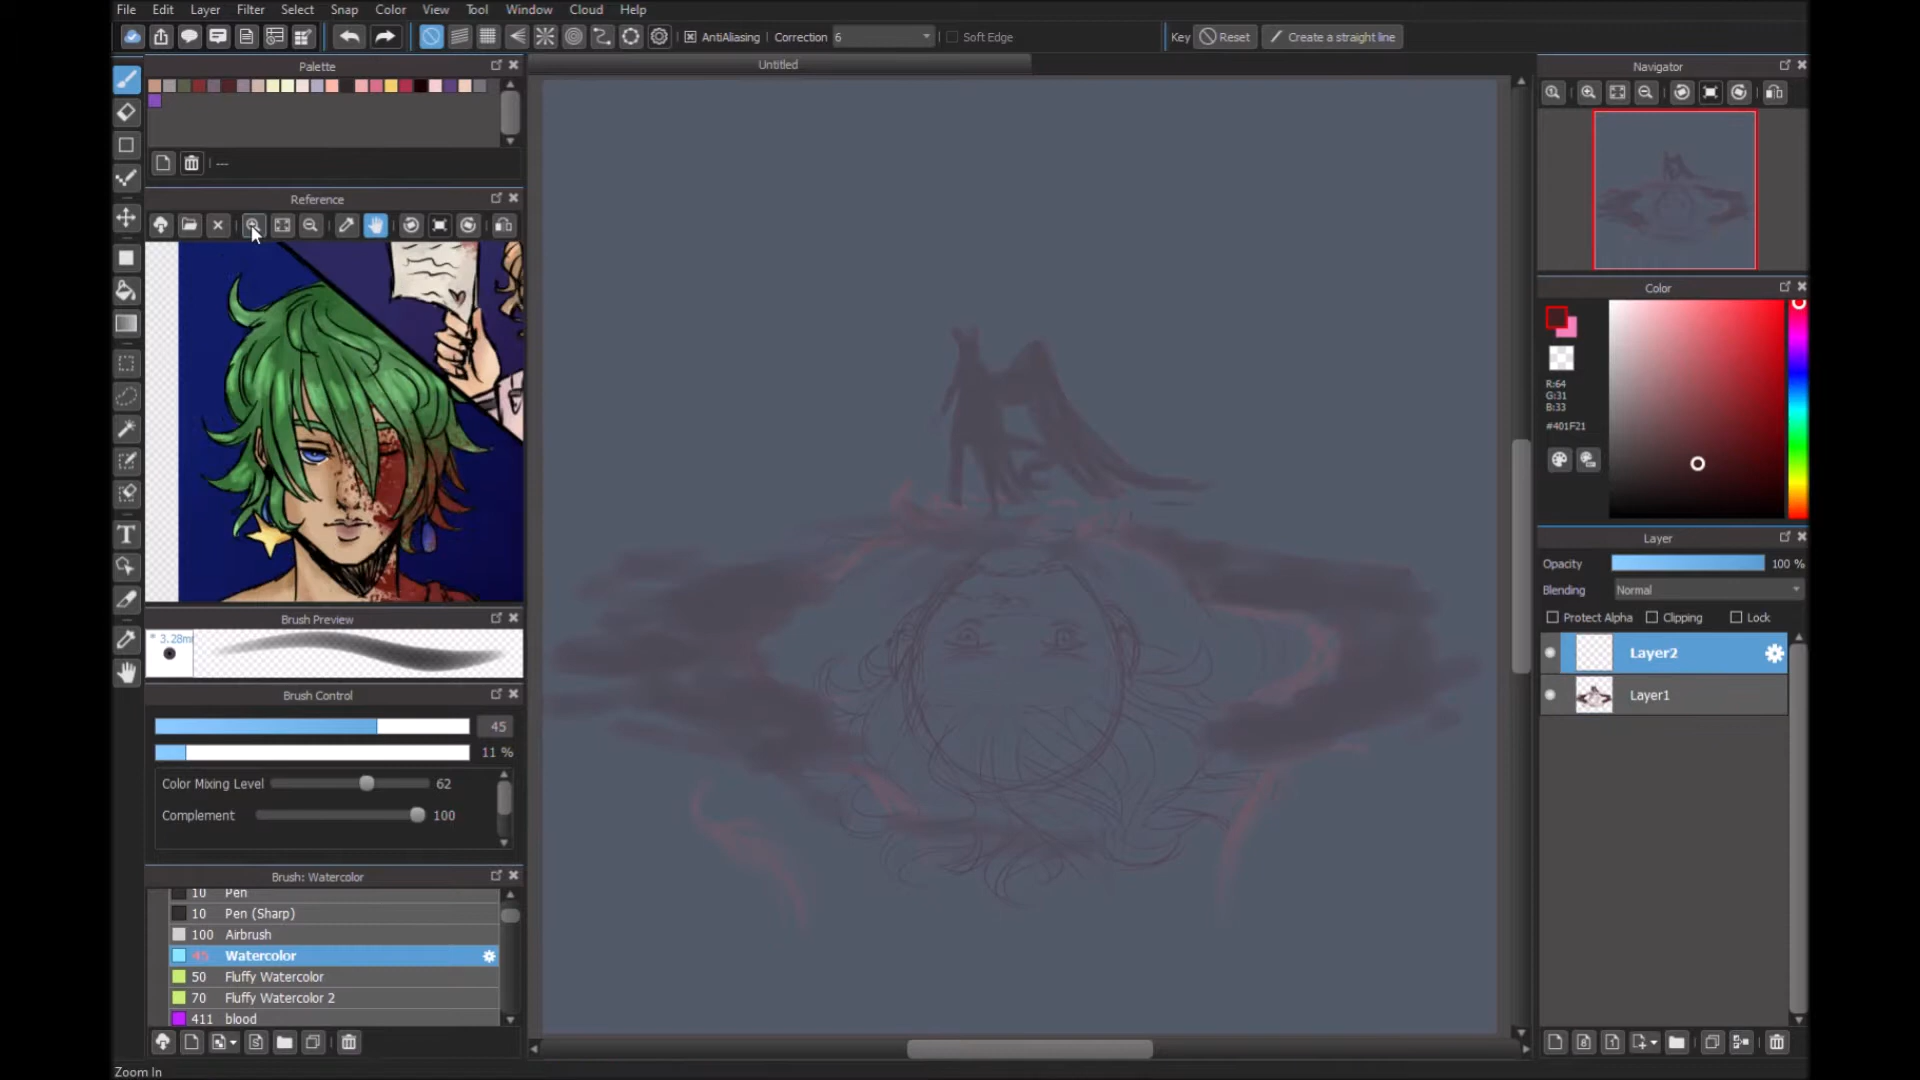 File Edit Layer Filter Select Snap Color View Tool Window Cloud Help
AntiAliasing Correction 6 Soft Edge Key Reset Create a straight line
Palette
Untitled
Navigator
---
Reference
Color
R:64
G:31
B:33
#401F21
Layer
Opacity 100 %
Blending Normal
Protect Alpha Clipping Lock
Layer2
Layer1
Brush Preview
* 3.28m
Brush Control
45
11 %
Color Mixing Level 62
Complement 100
Brush: Watercolor
10 Pen
10 Pen (Sharp)
100 Airbrush
45 Watercolor
50 Fluffy Watercolor
70 Fluffy Watercolor 2
411 blood
Zoom In